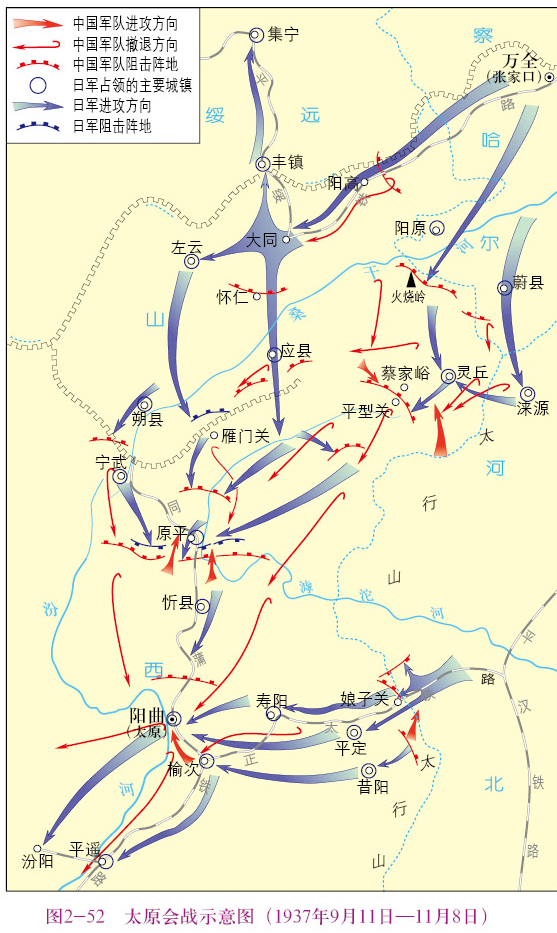 中国军队进攻方向
中国军队撤退方向
中国军队阻击阵地
日军占领的主要城镇
日军进攻方向
日军阻击阵地
集宁
察
万全
(张家口)
绥 远
长
路
哈
丰镇
阳高
绥
铁
阳原
尔
河
左云
大同
干
蔚县
火烧岭
怀仁
桑
山
应县
蔡家峪
灵丘
朔县
平型关
涞源
雁门关
太
宁武
河
同
行
原平
山
汾
忻县
滹 沱 河
长
蒲
西
寿阳
娘子关
路
阳曲
(太原)
太
汉
平定
榆次
正
太
铁
昔阳
北
河
铁
行
汾阳
平遥
路
山
路
图2-52 太原会战示意图（1937年9月11日—11月8日）